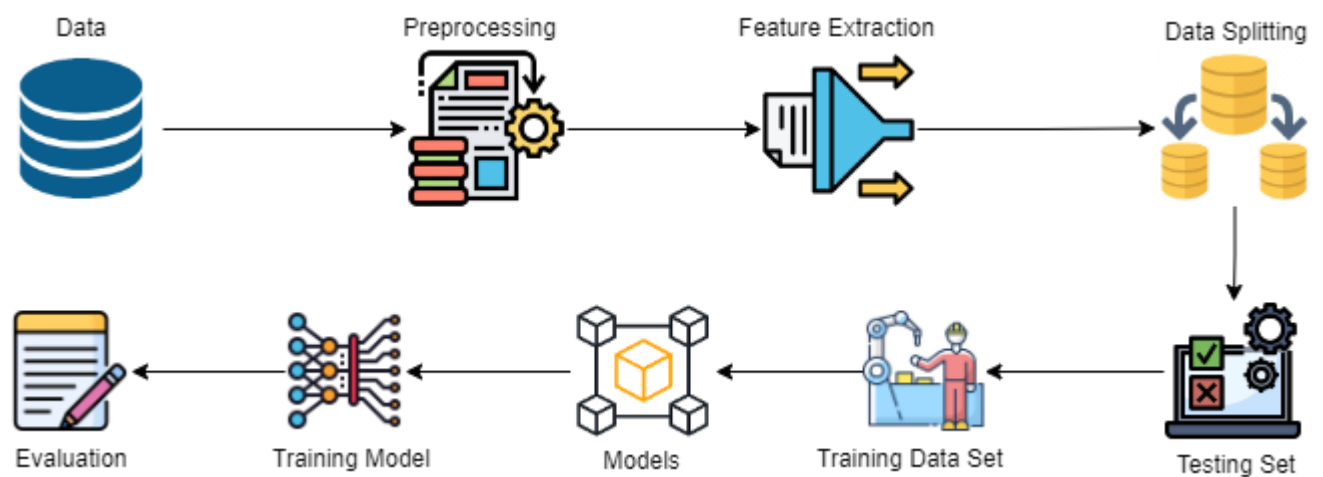 Data
Preprocessing
Feature Extraction
Data Splitting
Evaluation
Training Model
Models
Training Data Set
Testing Set